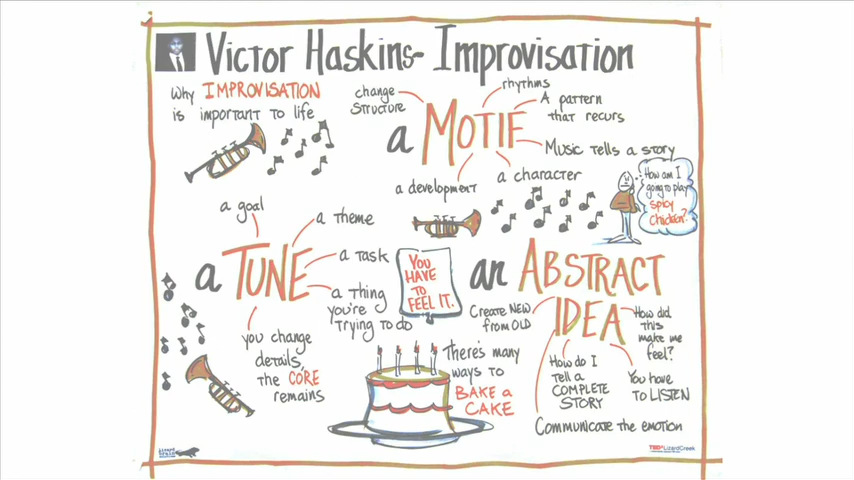 Victor Haskins- Improvisation
Why IMPROVISATION
is important to life
change
STRUCTURE
rhythms
A pattern
that recurs
a MOTIF
Music tells a story
a character
a development
How am I
going to play
spicy
chicken?
a goal
a theme
a TUNE
a task
a thing
you're
trying to do
you change
details,
the CORE
remains
YOU
HAVE
TO
FEEL IT.
an ABSTRACT
IDEA
Create NEW
from OLD
How did
this
make me
feel?
How do I
tell a
COMPLETE
STORY
You have
to LISTEN
Communicate the emotion
There's many
ways to
BAKE a
CAKE
TEDxLizardCreek